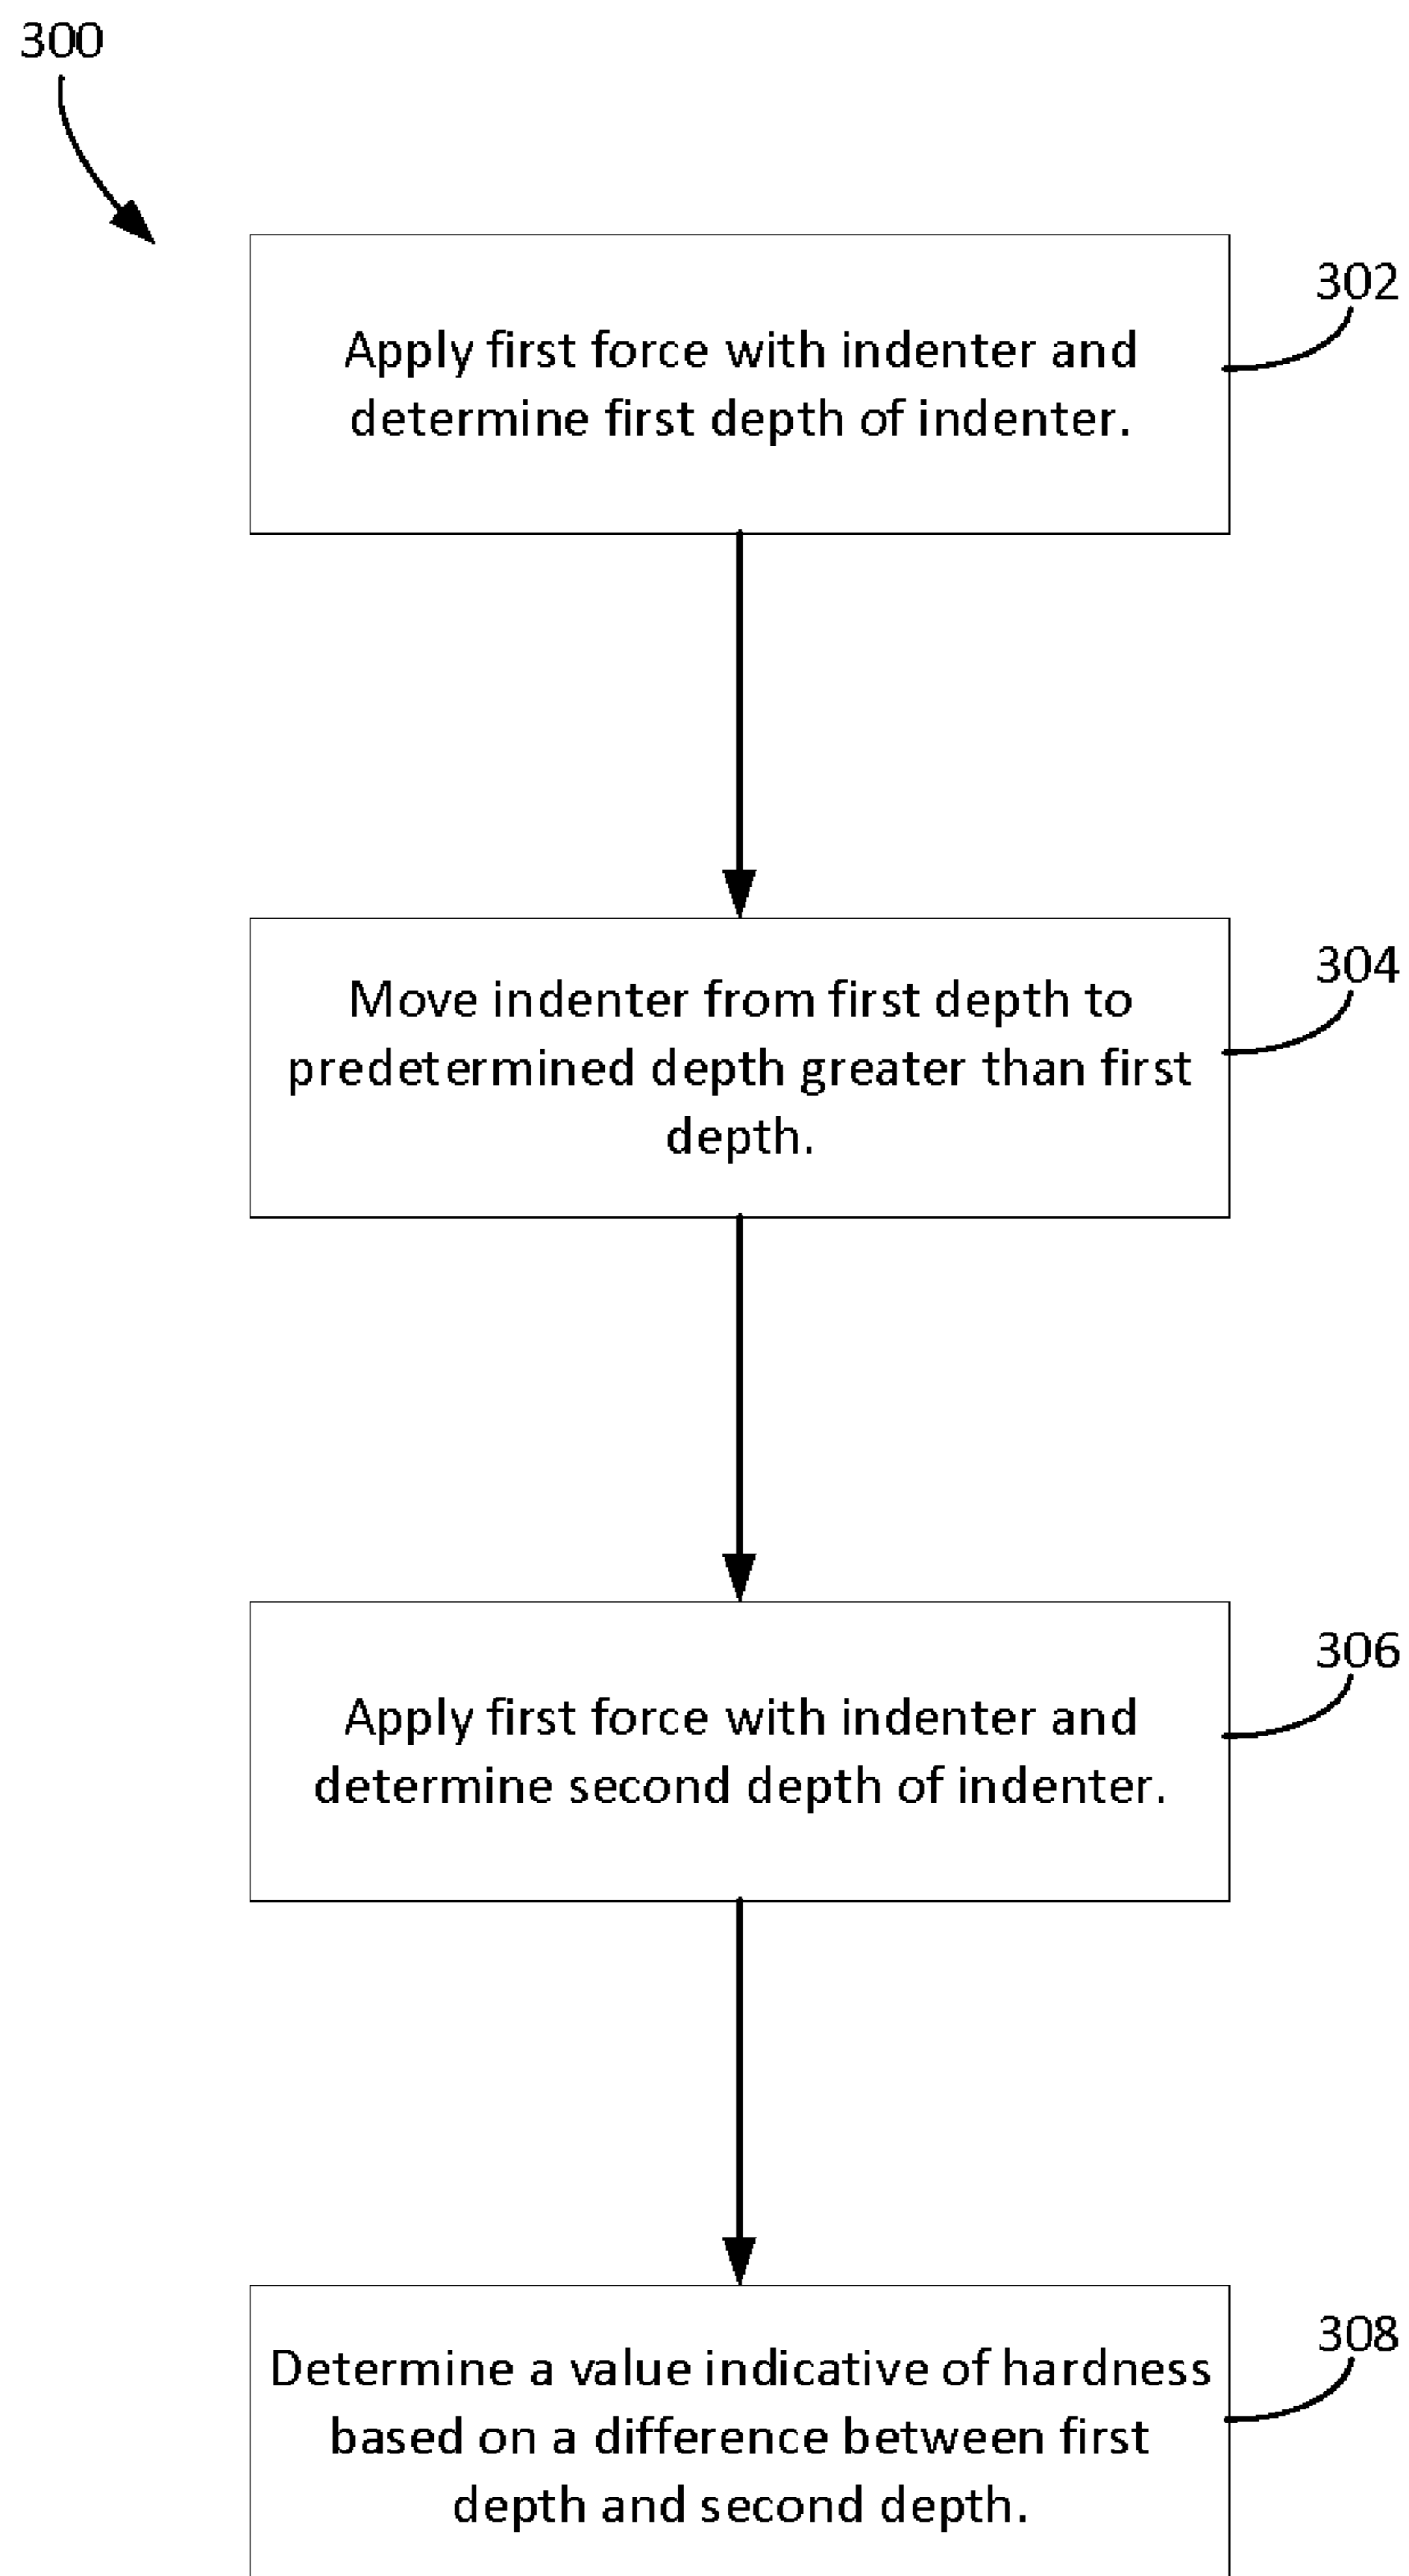 300
302
Apply first force with indenter and
determine first depth of indenter.
304
Move indenter from first depth to
predetermined depth greater than first
depth.
306
Apply first force with indenter and
determine second depth of indenter.
308
Determine a value indicative of hardness
based on a difference between first
depth and second depth.